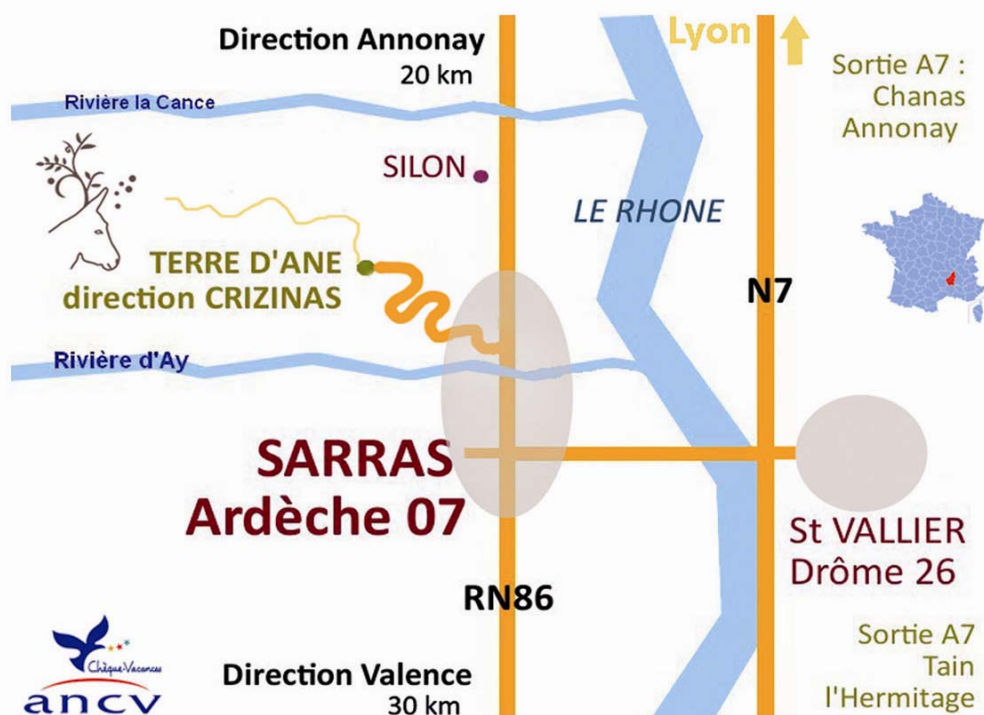 Direction Annonay
20 km
Lyon
Sortie A7 :
Chanas
Annonay
Rivière la Cance
SILON
LE RHONE
TERRE D'ANE
direction CRIZINAS
N7
Rivière d'Ay
SARRAS
Ardèche 07
St VALLIER
Drôme 26
RN86
Sortie A7
Tain
l'Hermitage
Chèque-Vacances
ancv
Direction Valence
30 km